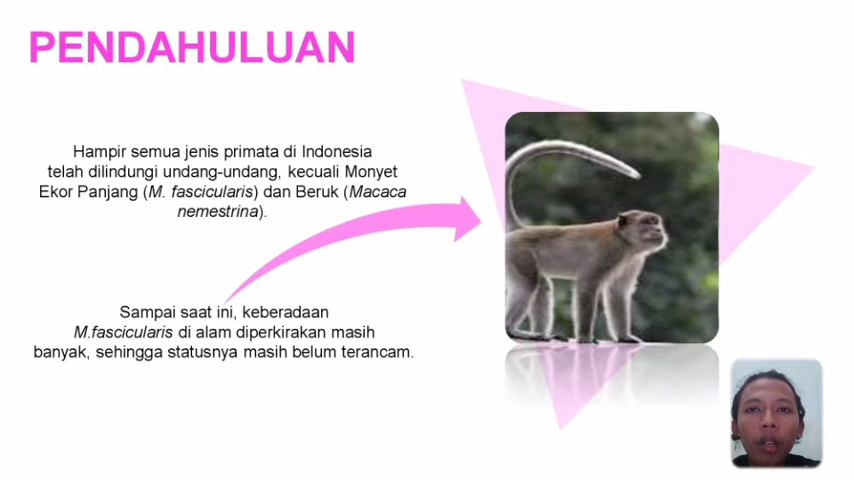 PENDAHULUAN
Hampir semua jenis primata di Indonesia
telah dilindungi undang-undang, kecuali Monyet
Ekor Panjang (M. fascicularis) dan Beruk (Macaca
nemestrina).
Sampai saat ini, keberadaan
M.fascicularis di alam diperkirakan masih
banyak, sehingga statusnya masih belum terancam.